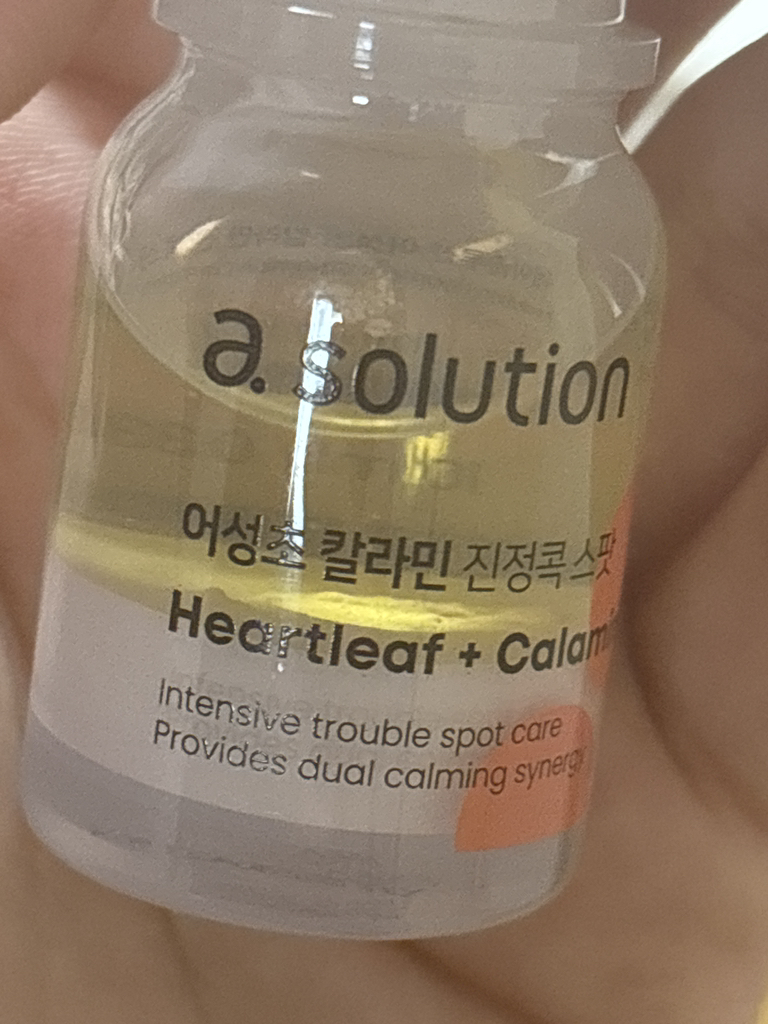 a. solution
어성초 칼라민 진정콕 스팟
Heartleaf + Calami
Intensive trouble spot care
Provides dual calming synergy